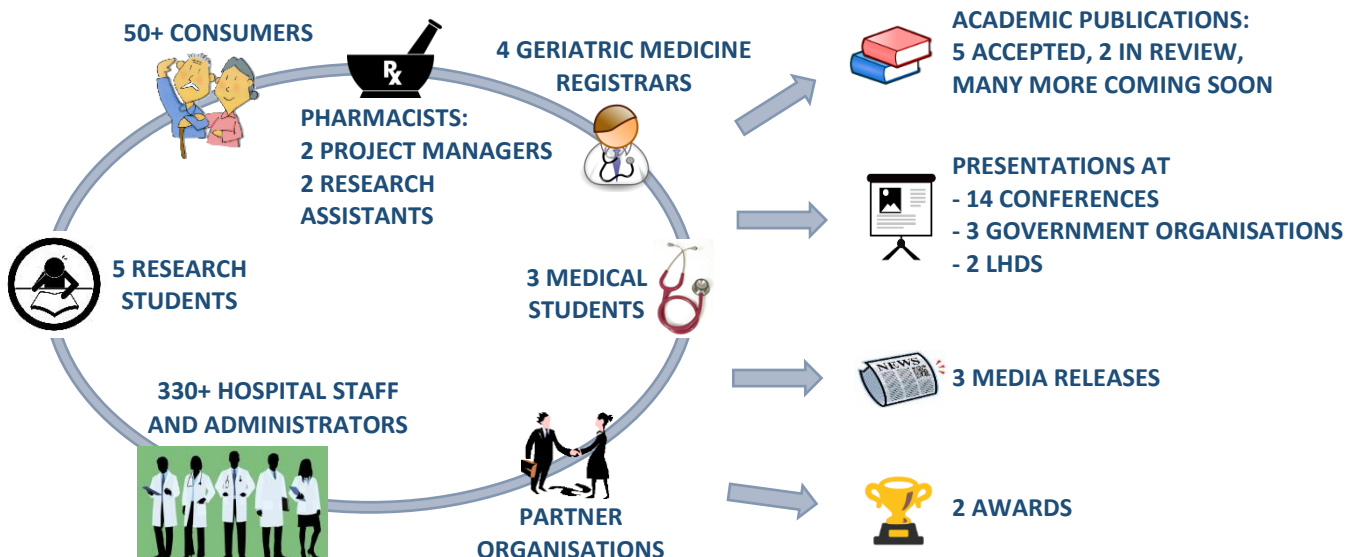 50+ CONSUMERS
Rx
PHARMACISTS:
2 PROJECT MANAGERS
2 RESEARCH
ASSISTANTS
4 GERIATRIC MEDICINE
REGISTRARS
5 RESEARCH
STUDENTS
3 MEDICAL
STUDENTS
330+ HOSPITAL STAFF
AND ADMINISTRATORS
PARTNER
ORGANISATIONS
ACADEMIC PUBLICATIONS:
5 ACCEPTED, 2 IN REVIEW,
MANY MORE COMING SOON
PRESENTATIONS AT
- 14 CONFERENCES
- 3 GOVERNMENT ORGANISATIONS
- 2 LHDS
NEWS
3 MEDIA RELEASES
2 AWARDS